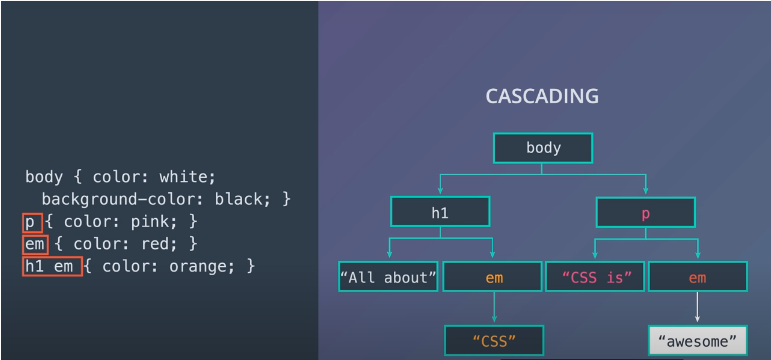 CASCADING
body { color: white;
background-color: black; }
p { color: pink; }
em { color: red; }
h1 em { color: orange; }
body
h1
p
“All about”
em
“CSS is”
em
“CSS”
“awesome”